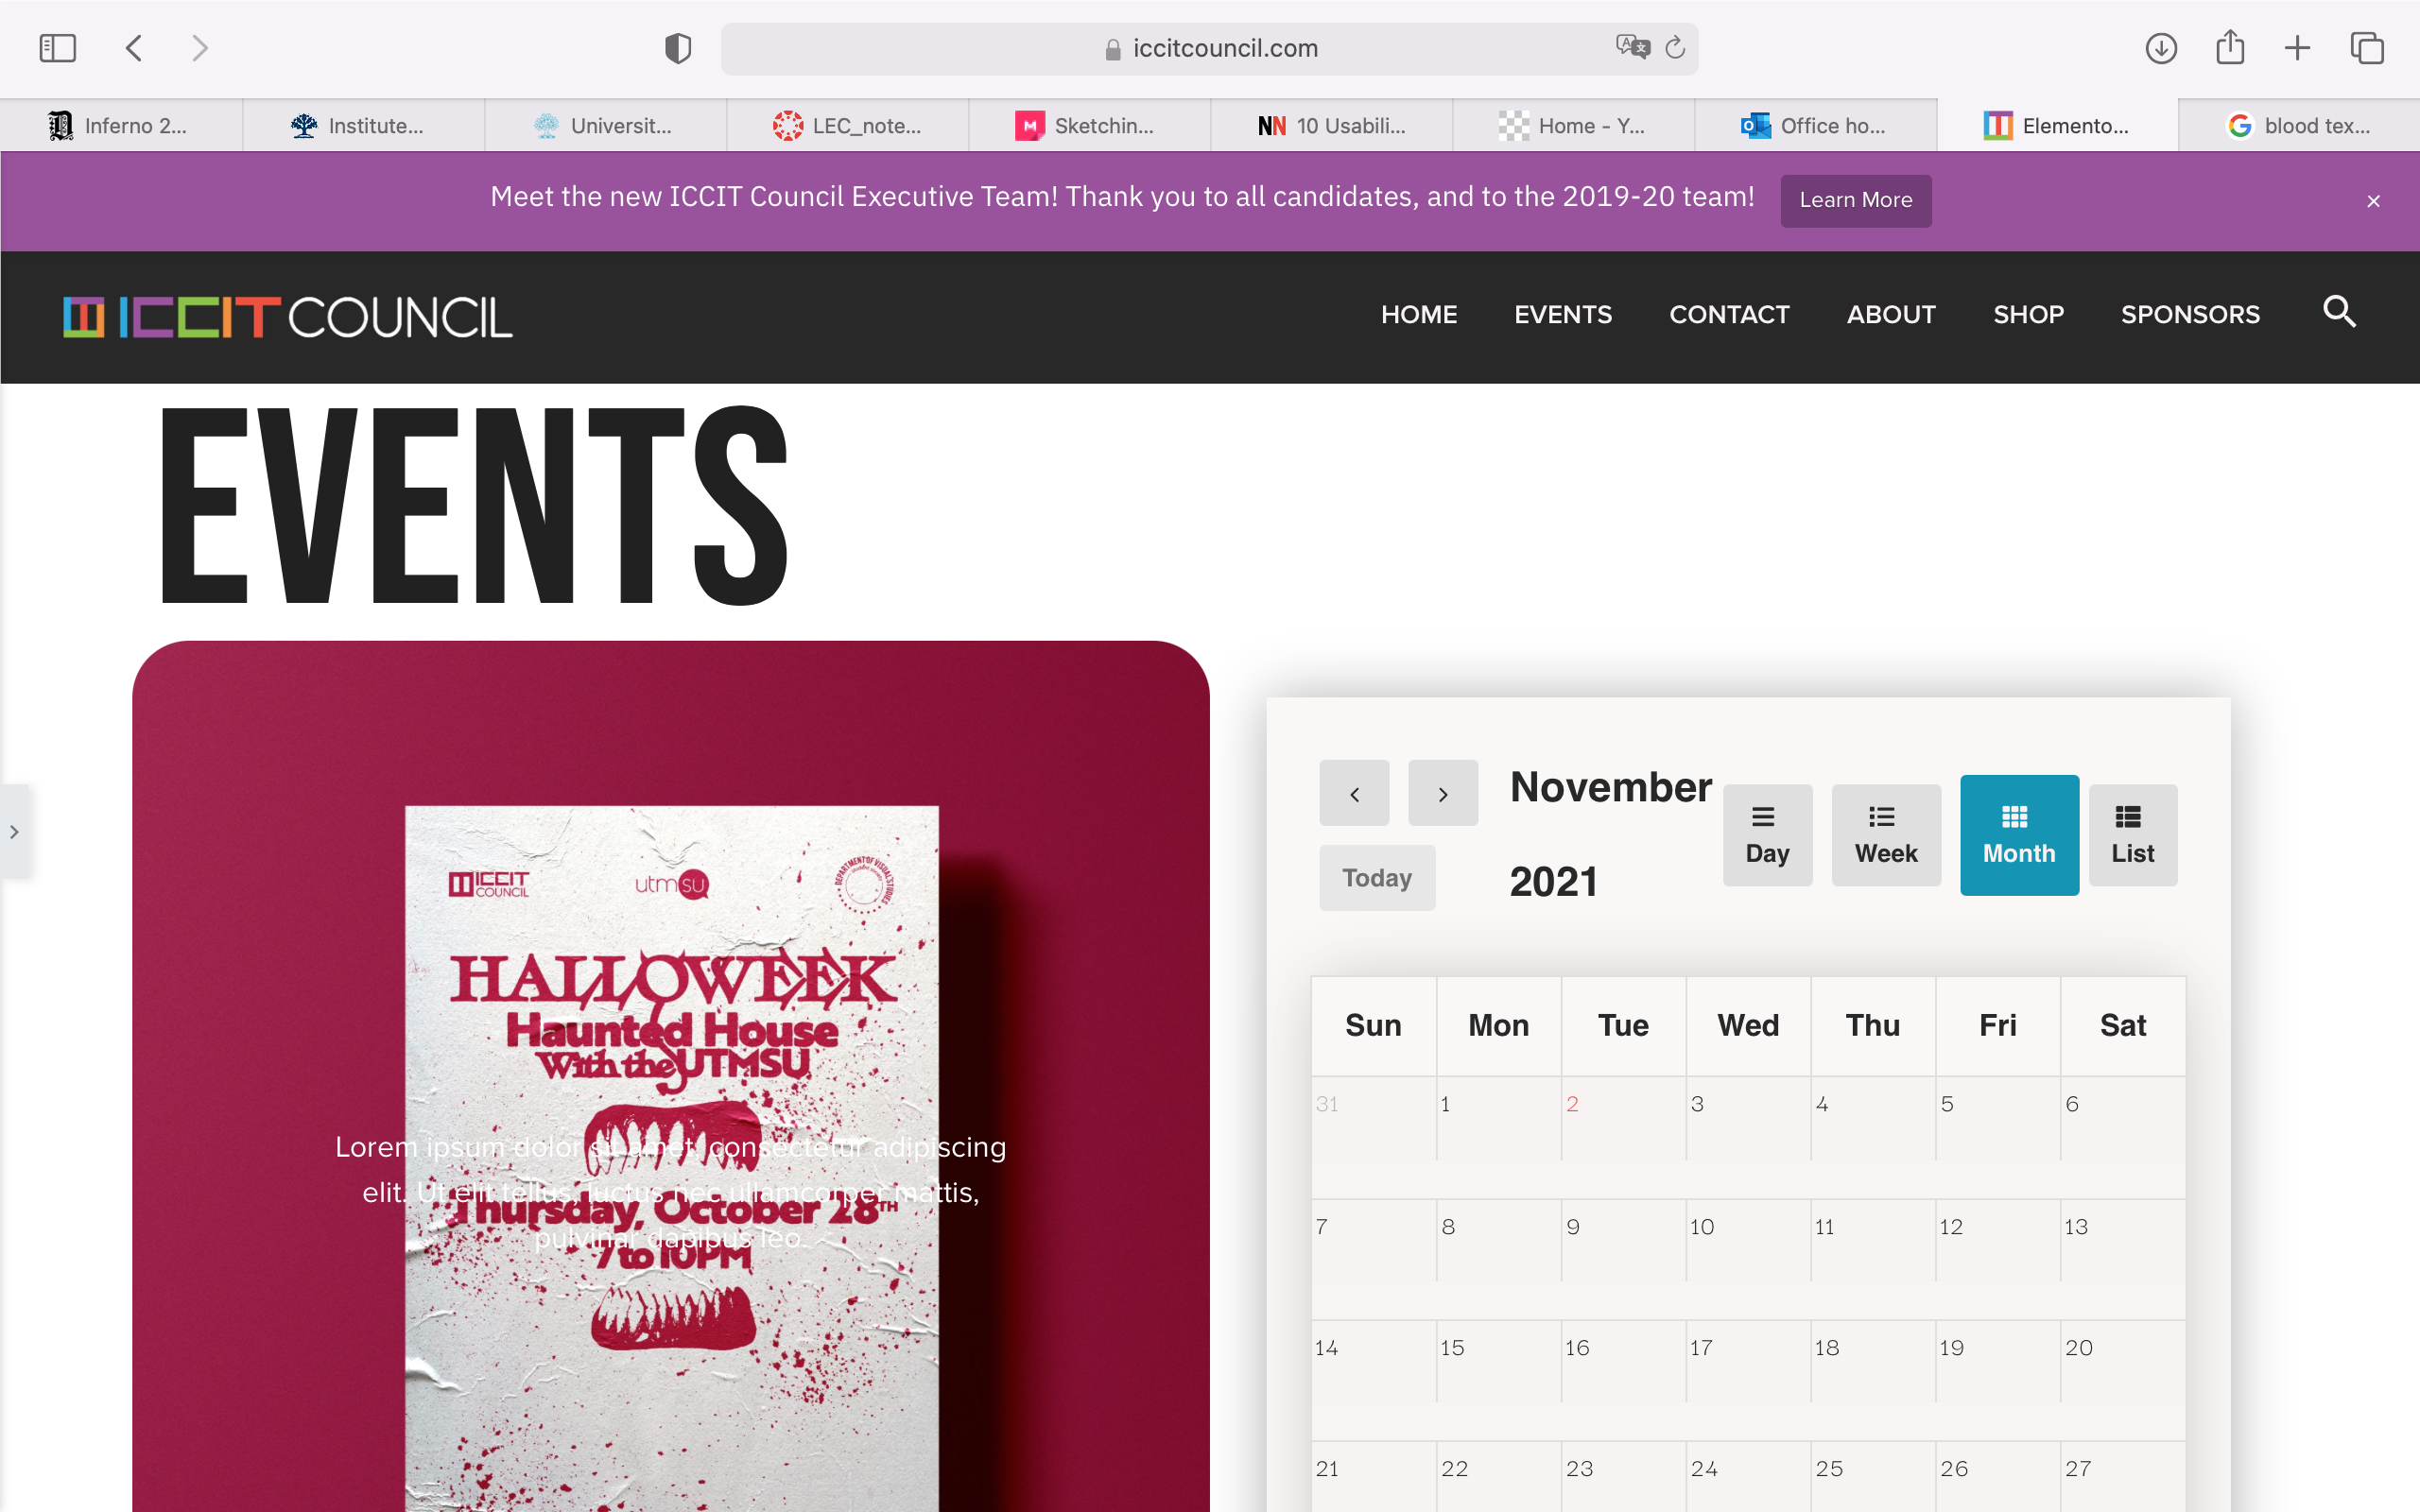 iccitcouncil.com
Inferno 2...
Institute...
Universit...
LEC_note...
Sketchin...
NN 10 Usabili...
Home - Y...
Office ho...
Elemento...
blood tex...
Meet the new ICCIT Council Executive Team! Thank you to all candidates, and to the 2019-20 team! Learn More ×
ICCIT COUNCIL
HOME EVENTS CONTACT ABOUT SHOP SPONSORS
EVENTS
ICCIT COUNCIL
utmsu
DEPARTMENT OF VISUAL STUDIES
HALLOWEEK
Haunted House
With the UTMSU
Lorem ipsum dolor sit amet, consectetur adipiscing
elit. Ut elit tellus, luctus nec ullamcorper mattis,
pulvinar dapibus leo.
Thursday, October 28TH
7 to 10PM
November
2021
Today
Day
Week
Month
List
Sun Mon Tue Wed Thu Fri Sat
31 1 2 3 4 5 6
7 8 9 10 11 12 13
14 15 16 17 18 19 20
21 22 23 24 25 26 27